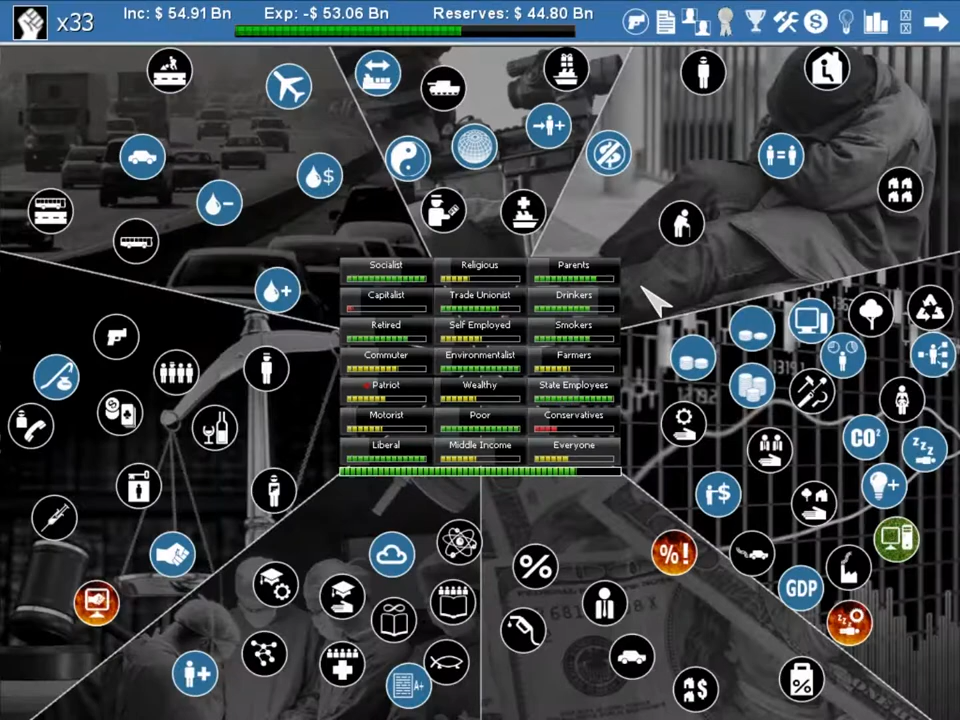 x33
Inc: $ 54.91 Bn
Exp: -$ 53.06 Bn
Reserves: $ 44.80 Bn
Socialist
Religious
Parents
Capitalist
Trade Unionist
Drinkers
Retired
Self Employed
Smokers
Commuter
Environmentalist
Farmers
Patriot
Wealthy
State Employees
Motorist
Poor
Conservatives
Liberal
Middle Income
Everyone
CO²
GDP
A+
%!
%
%
$
$
$
$
zzz
zzz